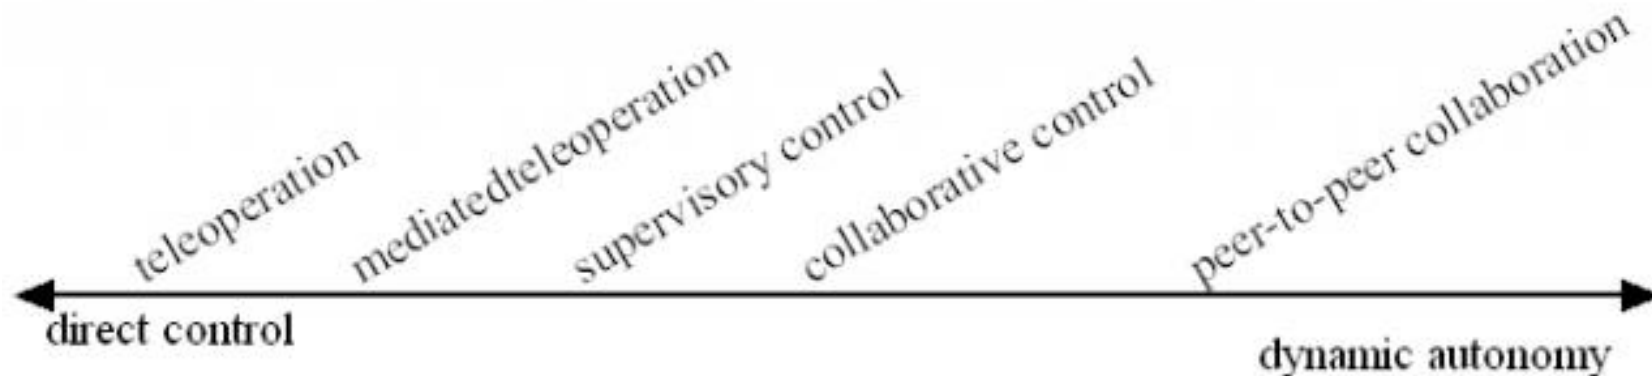 teleoperation
mediatedteleoperation
supervisory control
collaborative control
peer-to-peer collaboration
direct control
dynamic autonomy